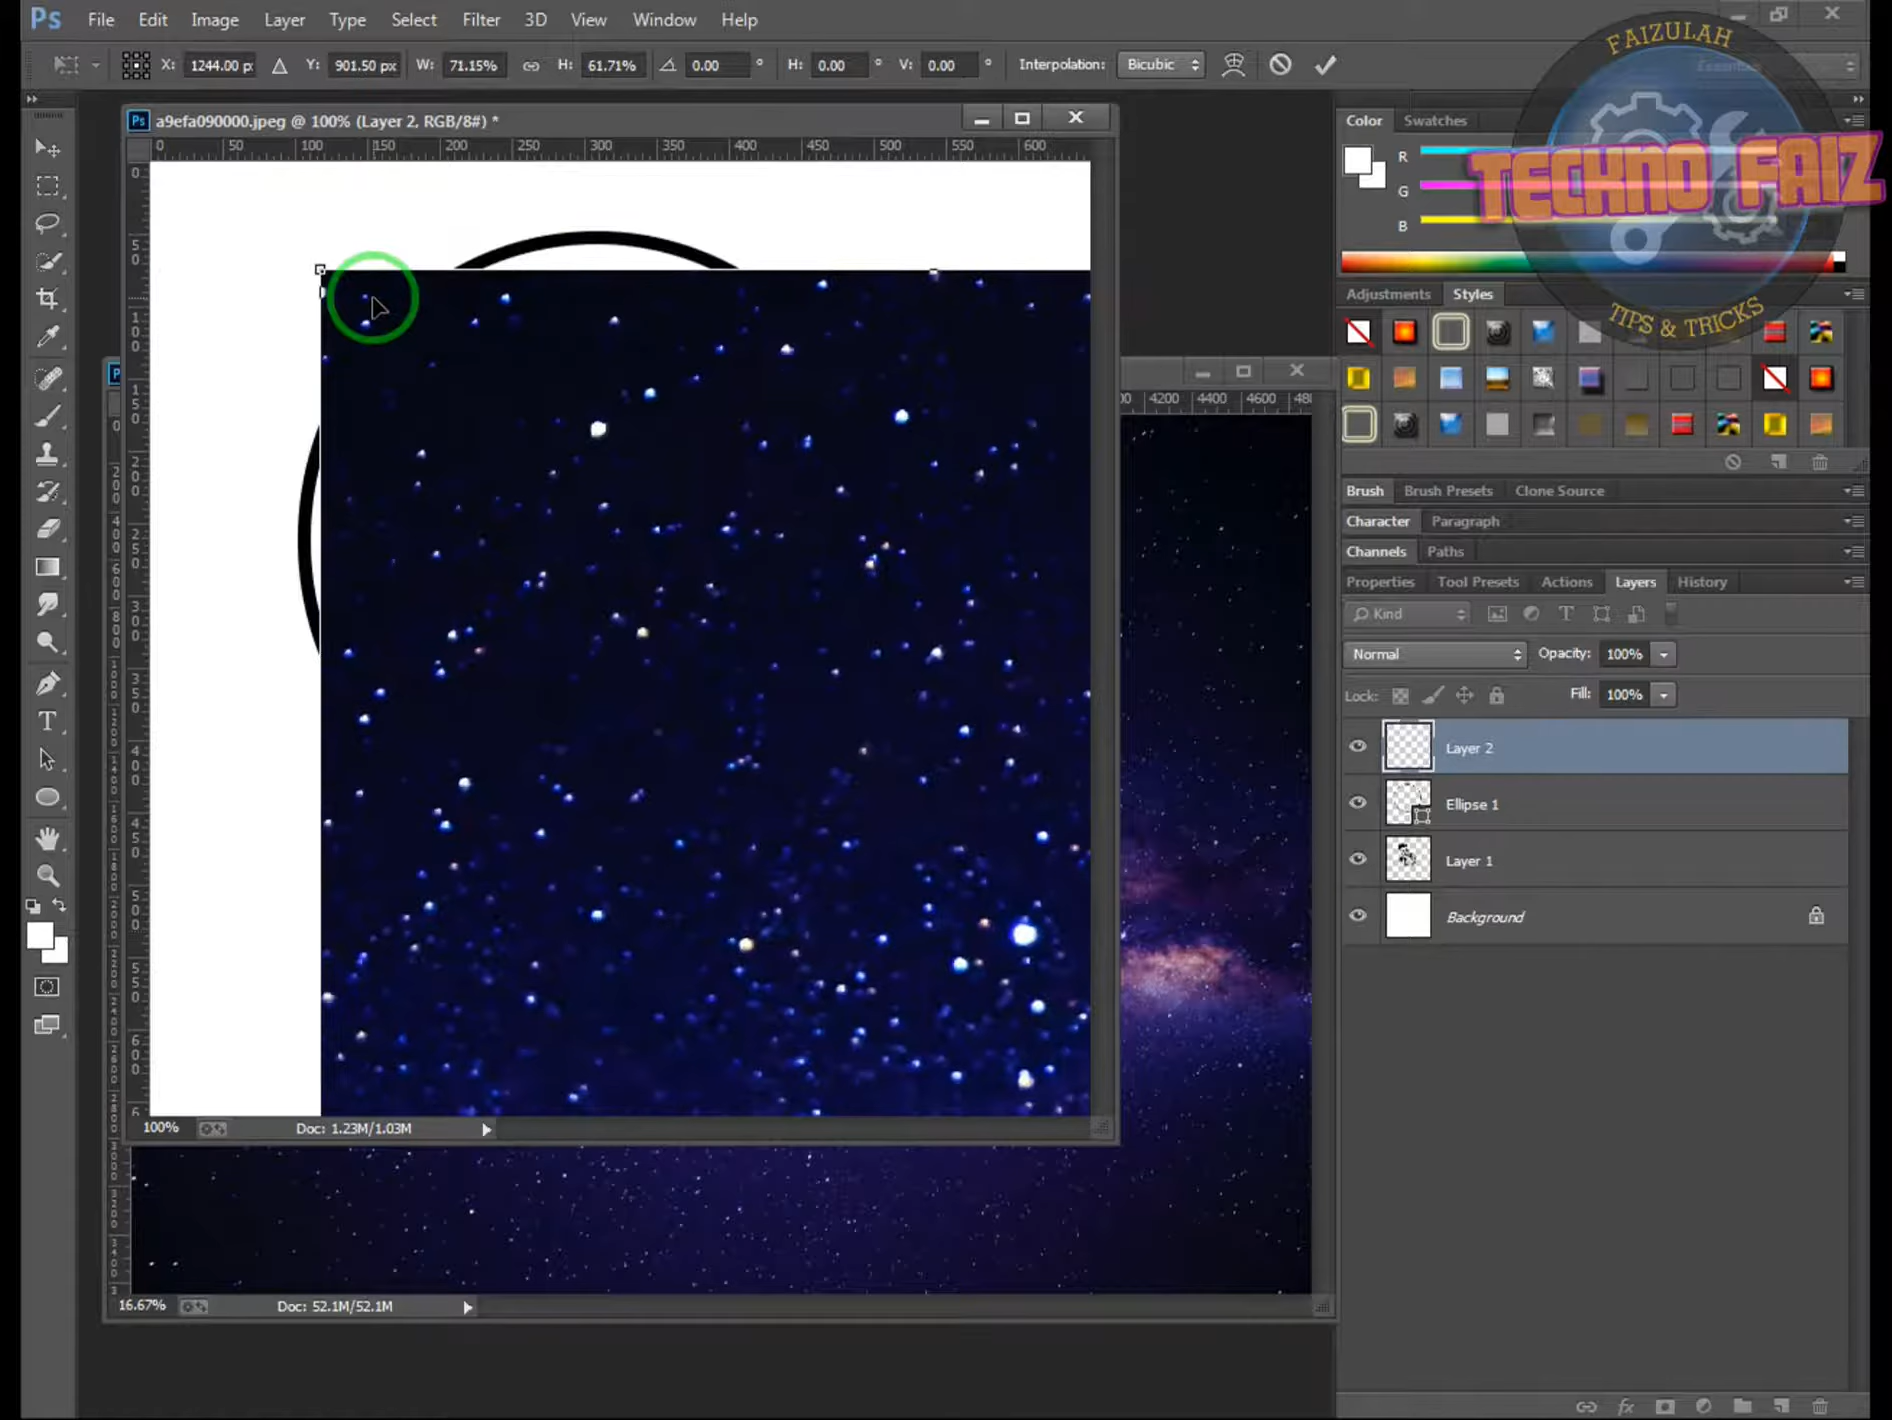 Ps File Edit Image Layer Type Select Filter 3D View Window Help
X: 1244.00 p Y: 901.50 px W: 71.15% H: 61.71% 0.00 ° H: 0.00 ° V: 0.00 ° Interpolation: Bicubic
FAIZULAH
TECKNO FAIZ
TIPS & TRICKS
Ps a9efa090000.jpeg @ 100% (Layer 2, RGB/8#) *
0 50 100 150 200 250 300 350 400 450 500 550 600
4200 4400 4600
Color Swatches
R
G
B
Adjustments Styles
Brush Brush Presets Clone Source
Character Paragraph
Channels Paths
Properties Tool Presets Actions Layers History
Kind
Normal Opacity: 100%
Lock: Fill: 100%
Layer 2
Ellipse 1
Layer 1
Background
100% Doc: 1.23M/1.03M
16.67% Doc: 52.1M/52.1M